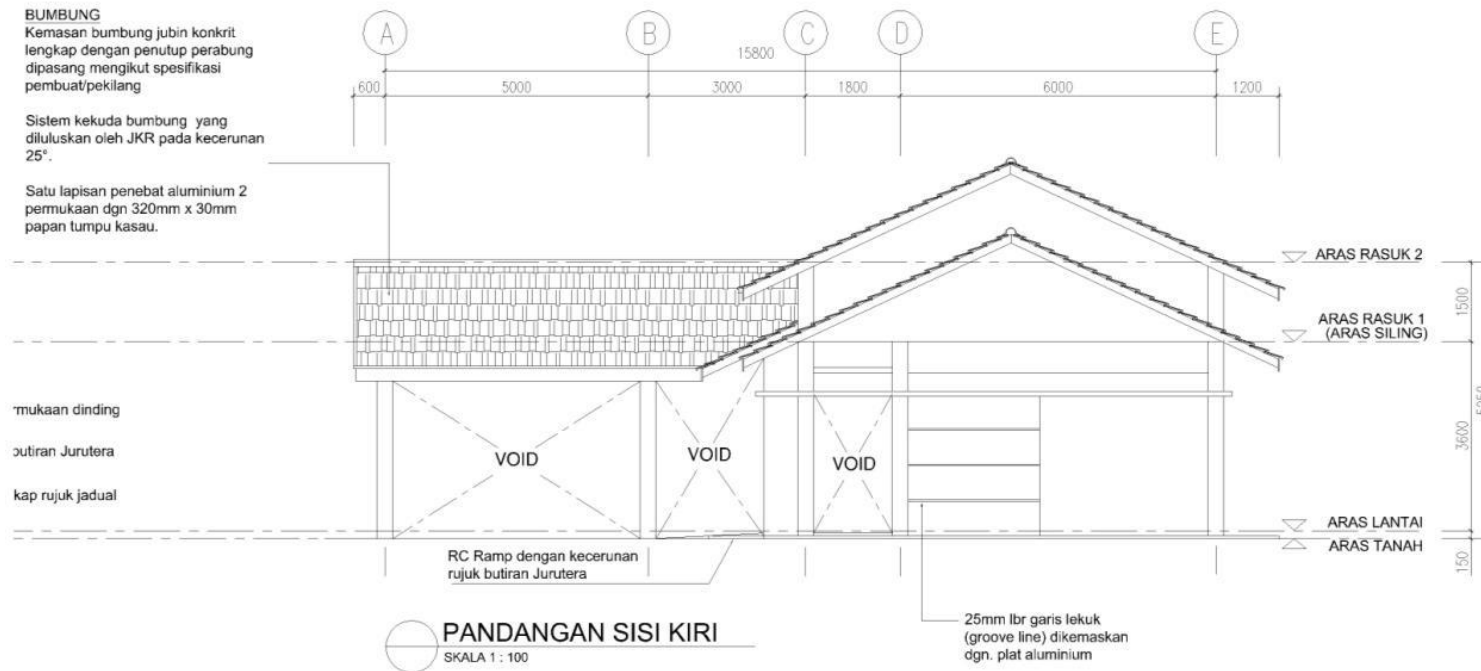 BUMBUNG
Kemasan bumbung jubin konkrit
lengkap dengan penutup perabung
dipasang mengikut spesifikasi
pembuat/pekilang
Sistem kekuda bumbung yang
diluluskan oleh JKR pada kecerunan
25°.
Satu lapisan penebat aluminium 2
permukaan dgn 320mm x 30mm
papan tumpu kasau.
A B C D E
15800
600 5000 3000 1800 6000 1200
ARAS RASUK 2
1500
ARAS RASUK 1
(ARAS SILING)
rmukaan dinding
butiran Jurutera
kap rujuk jadual
VOID
VOID
VOID
3600
5250
ARAS LANTAI
ARAS TANAH
150
RC Ramp dengan kecerunan
rujuk butiran Jurutera
25mm lbr garis lekuk
(groove line) dikemaskan
dgn. plat aluminium
PANDANGAN SISI KIRI
SKALA 1 : 100